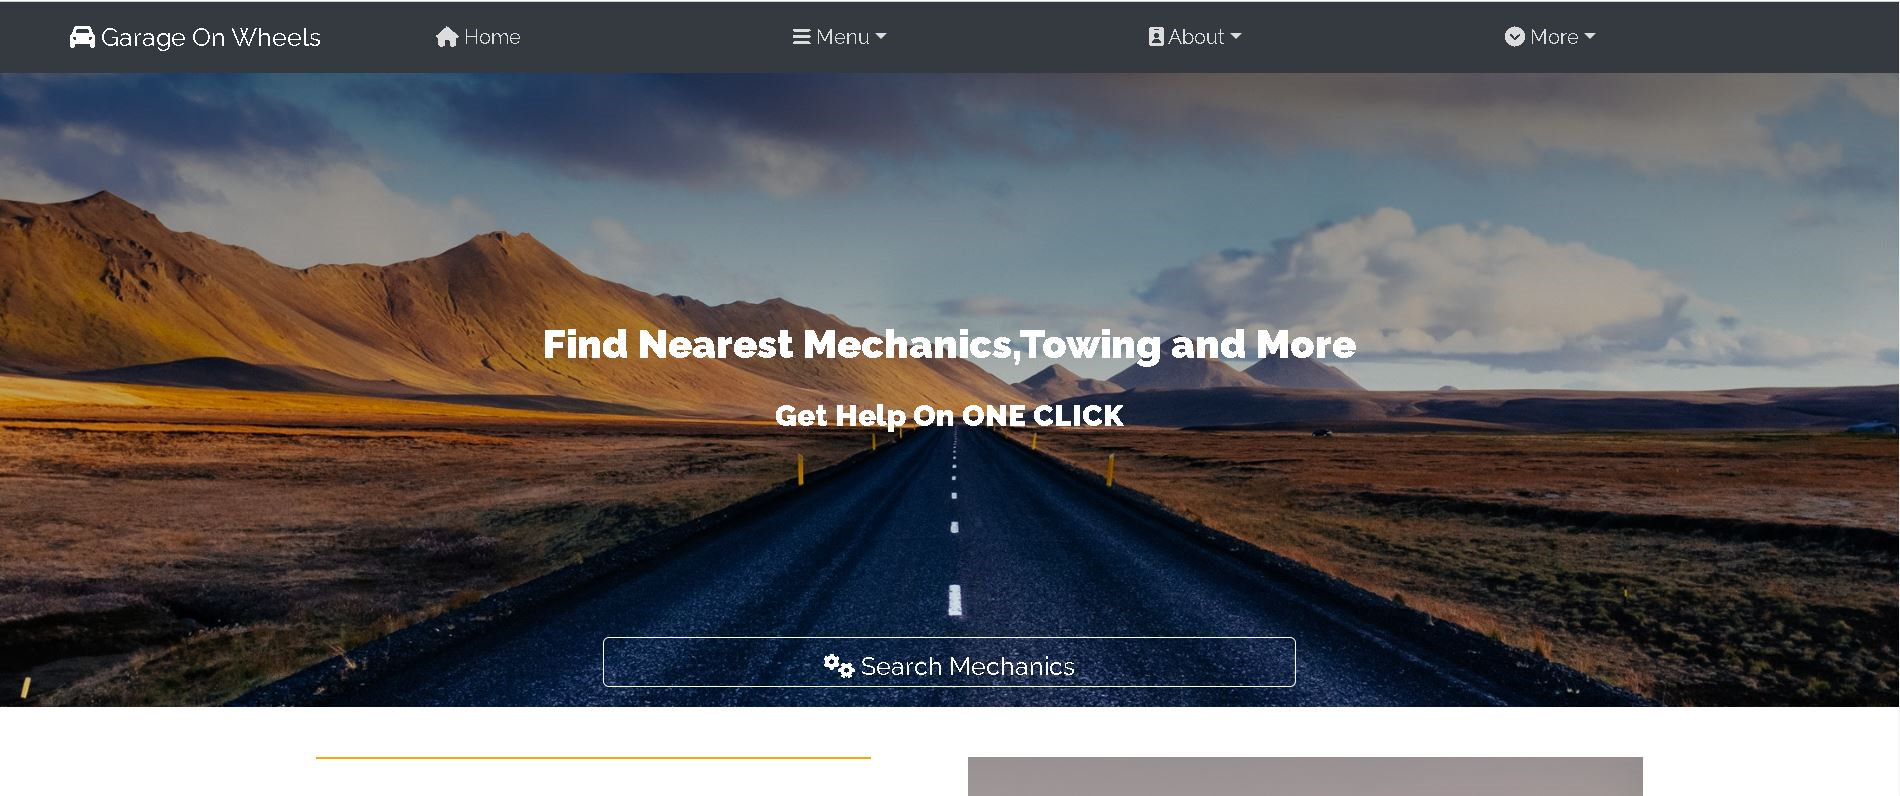 Garage On Wheels Home Menu About More
Find Nearest Mechanics,Towing and More
Get Help On ONE CLICK
Search Mechanics